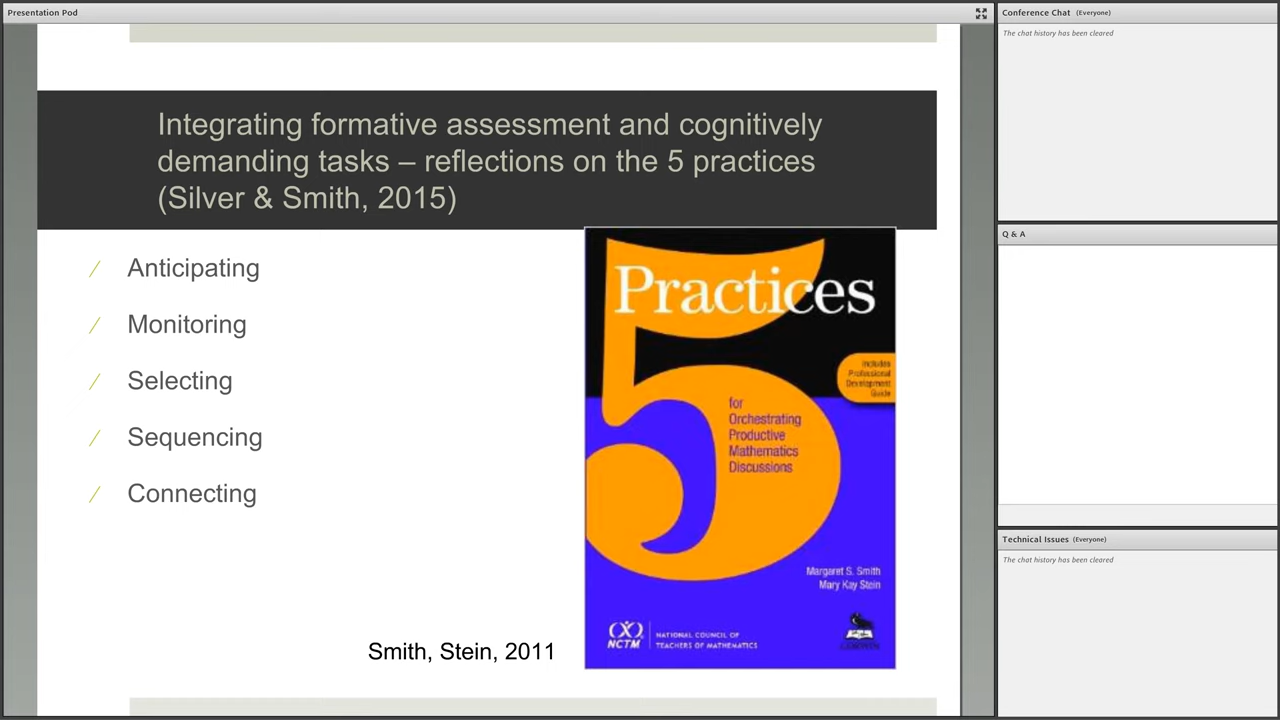 Presentation Pod
Integrating formative assessment and cognitively
demanding tasks – reflections on the 5 practices
(Silver & Smith, 2015)
Anticipating
Monitoring
Selecting
Sequencing
Connecting
Smith, Stein, 2011
5
Practices
Includes
Professional
Development
Guide
for
Orchestrating
Productive
Mathematics
Discussions
Margaret S. Smith
Mary Kay Stein
NCTM
NATIONAL COUNCIL OF
TEACHERS OF MATHEMATICS
CORWIN
Conference Chat (Everyone)
The chat history has been cleared
Q & A
Technical Issues (Everyone)
The chat history has been cleared